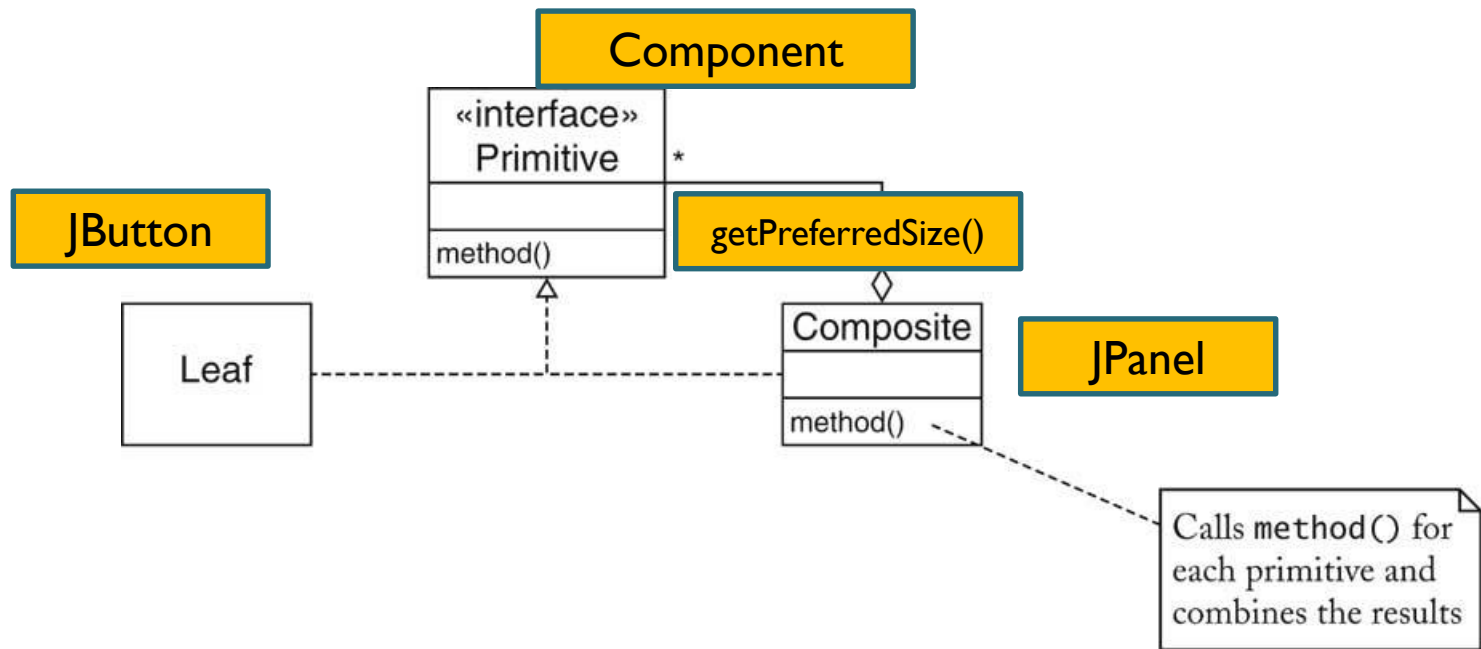 Component
«interface»
Primitive
*
JButton
getPreferredSize()
method()
Composite
Leaf
JPanel
method()
Calls method() for
each primitive and
combines the results